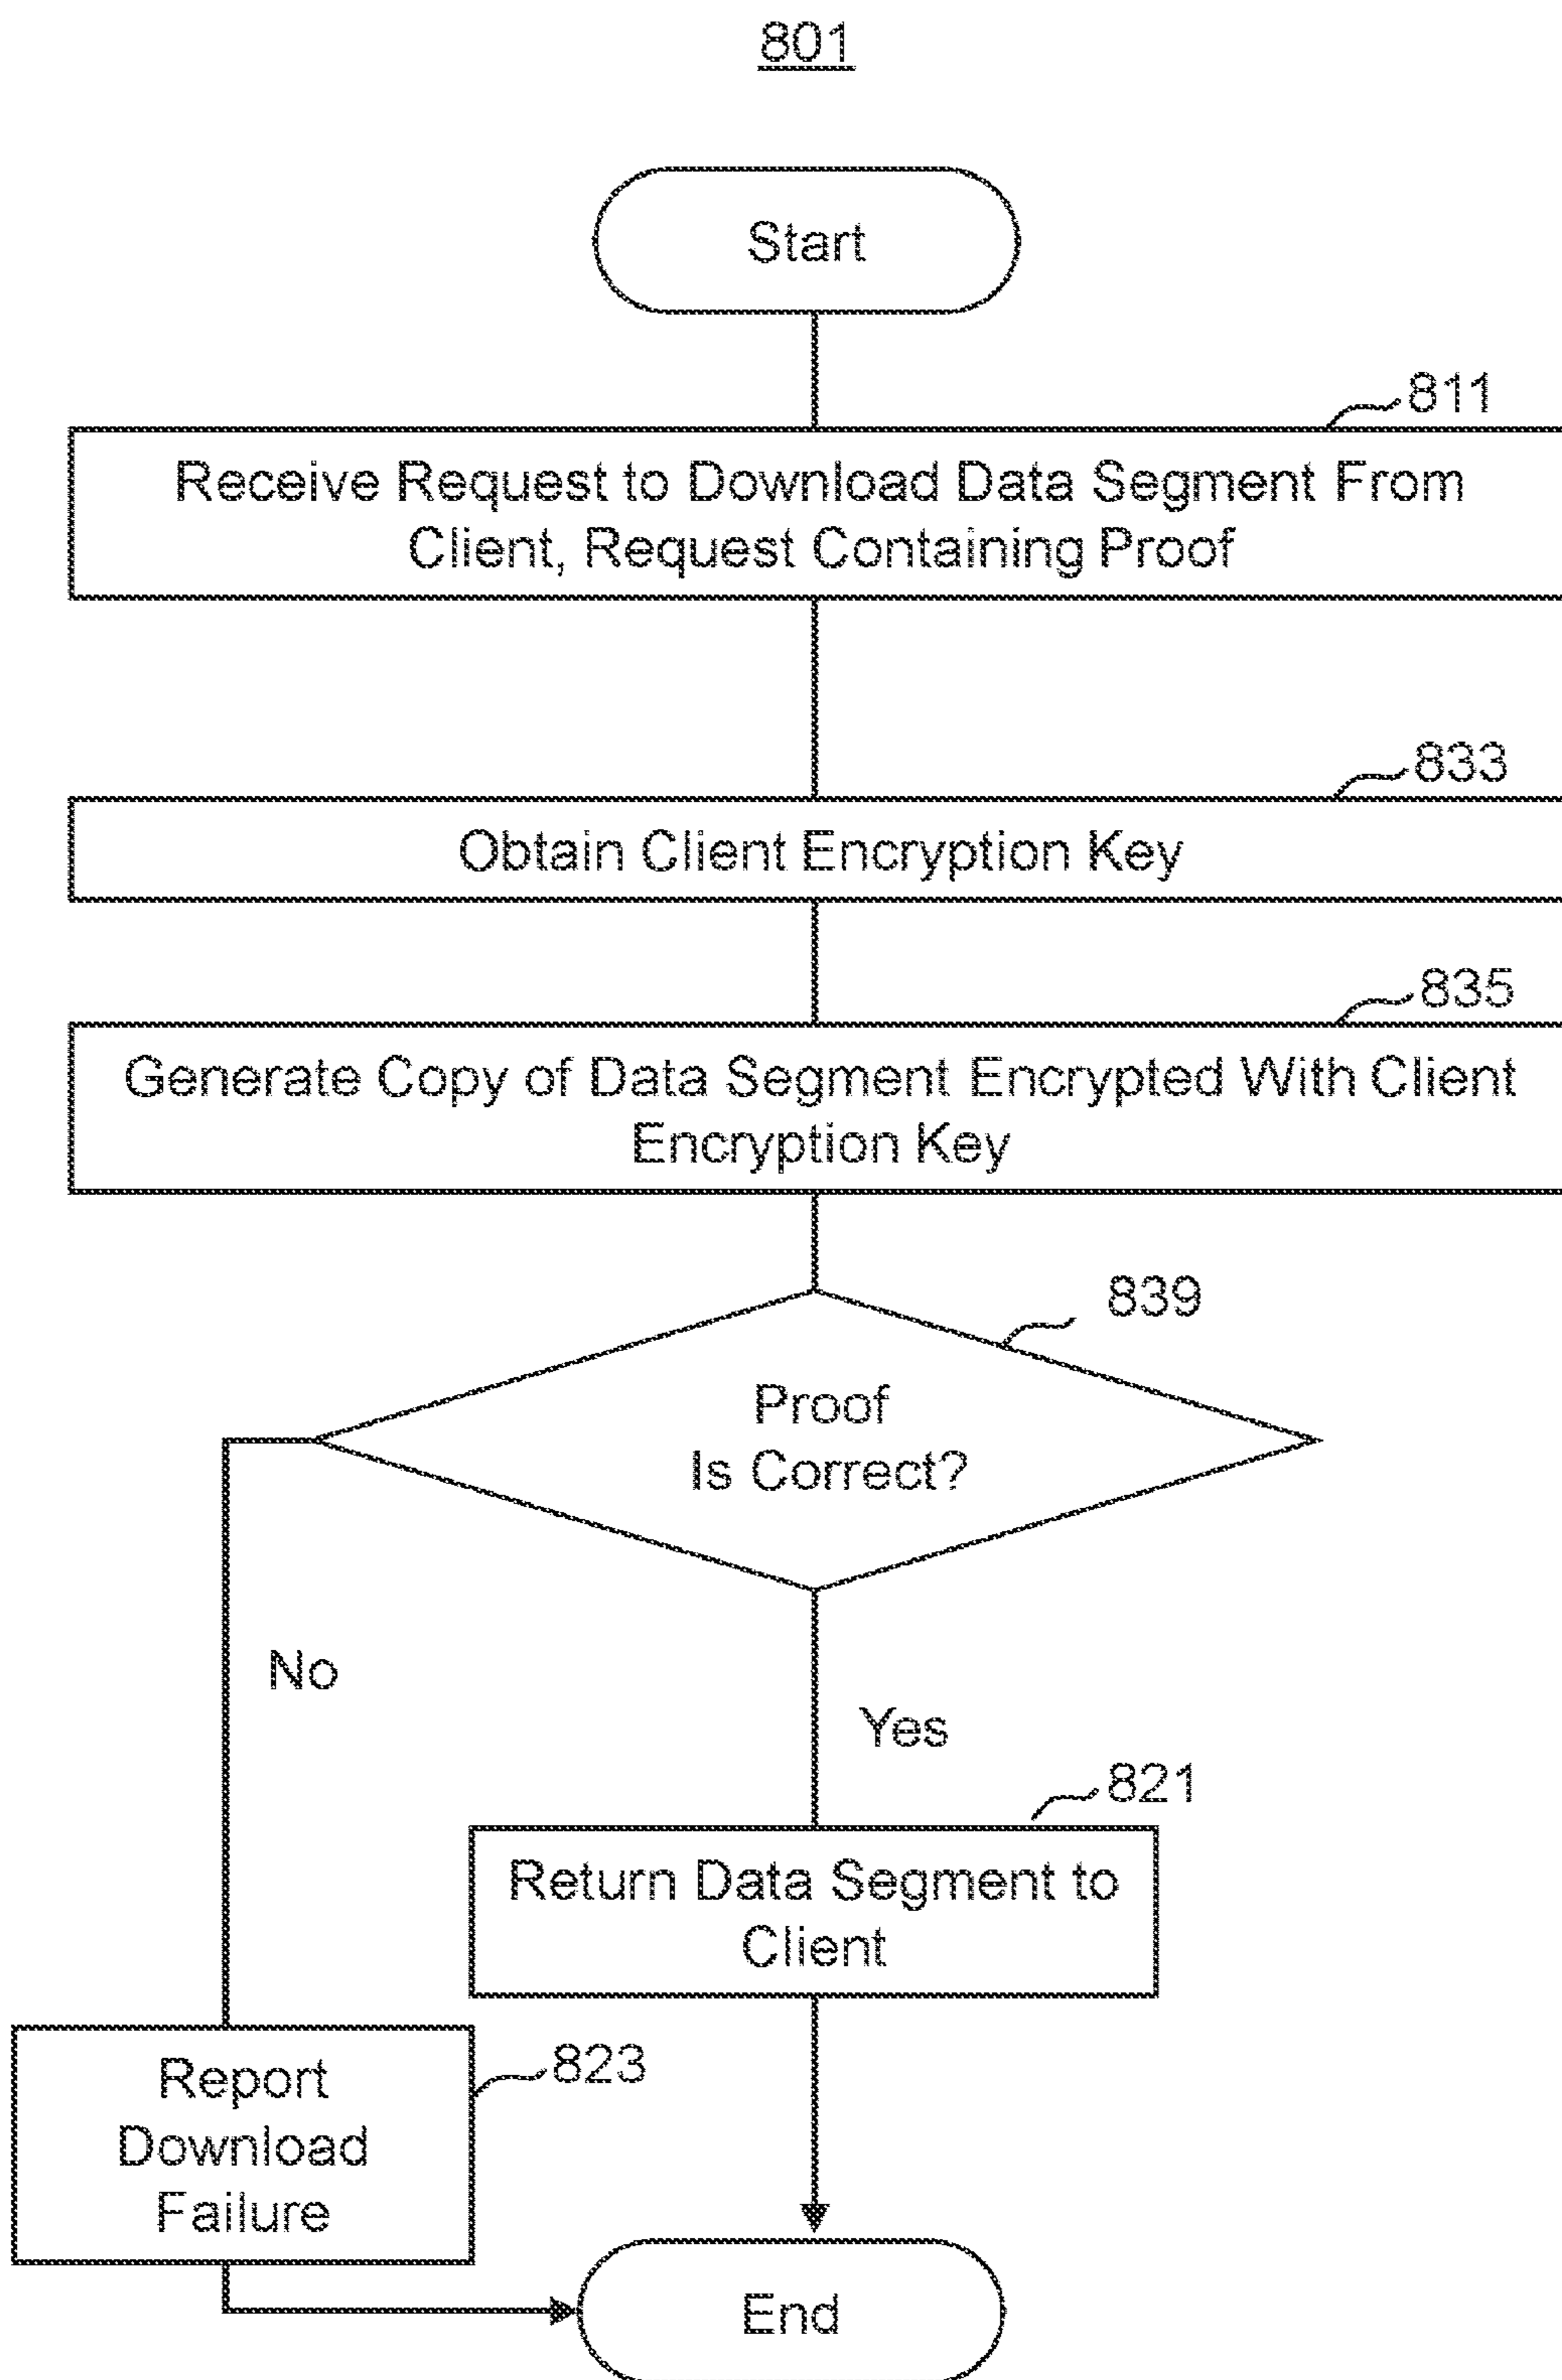 801
Start
811
Receive Request to Download Data Segment From
Client, Request Containing Proof
833
Obtain Client Encryption Key
835
Generate Copy of Data Segment Encrypted With Client
Encryption Key
839
Proof
Is Correct?
No
Yes
821
Return Data Segment to
Client
823
Report
Download
Failure
End